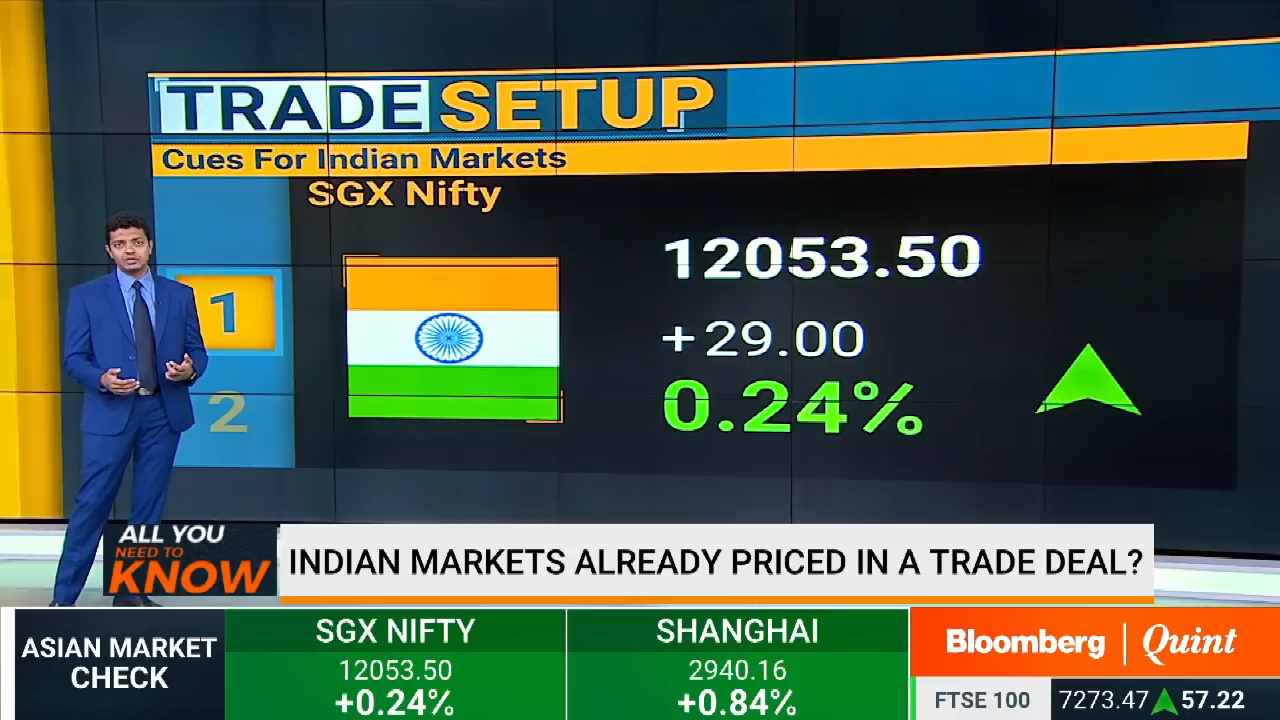 TRADE SETUP
Cues For Indian Markets
SGX Nifty
12053.50
+29.00
0.24%
1
2
ALL YOU
NEED TO
KNOW
INDIAN MARKETS ALREADY PRICED IN A TRADE DEAL?
ASIAN MARKET
CHECK
SGX NIFTY
12053.50
+0.24%
SHANGHAI
2940.16
+0.84%
Bloomberg | Quint
FTSE 100 7273.47 57.22